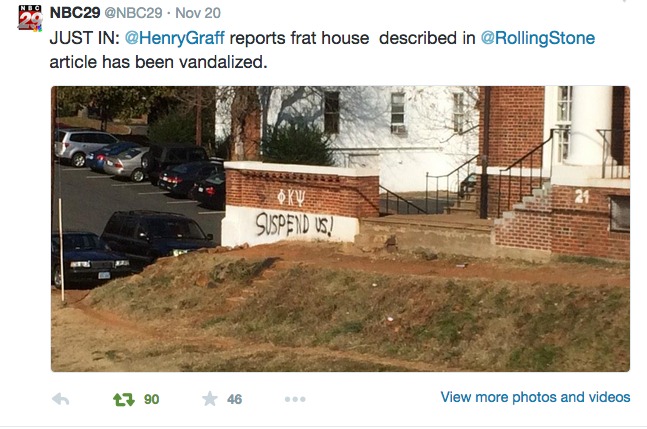 NBC
29
NBC29 @NBC29 · Nov 20
JUST IN: @HenryGraff reports frat house described in @RollingStone
article has been vandalized.
ΦΚΨ
SUSPEND US!
21
90
46
View more photos and videos